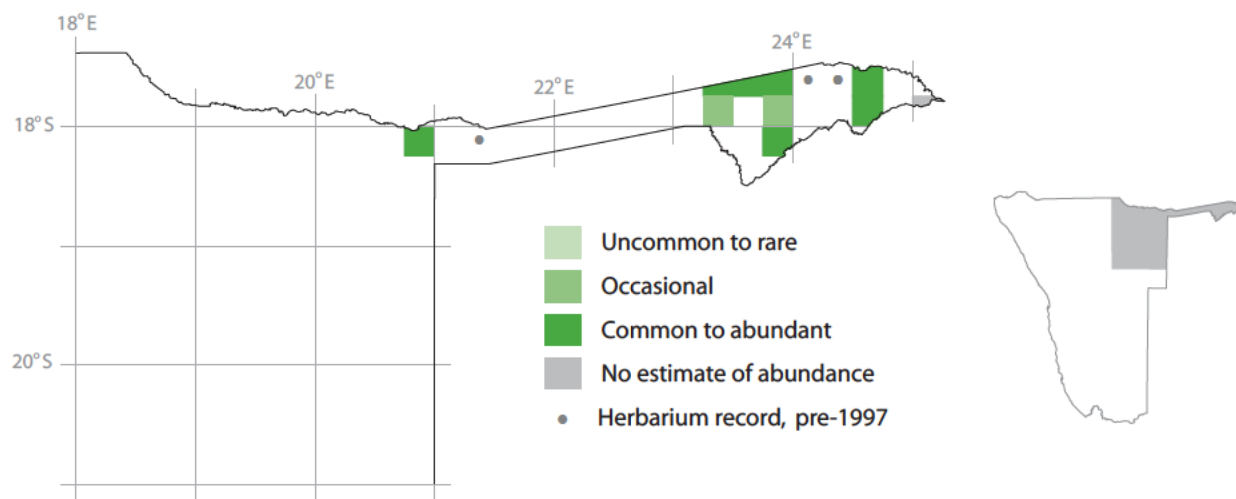 18°E
20°E
22°E
24°E
18°S
20°S
Uncommon to rare
Occasional
Common to abundant
No estimate of abundance
Herbarium record, pre-1997